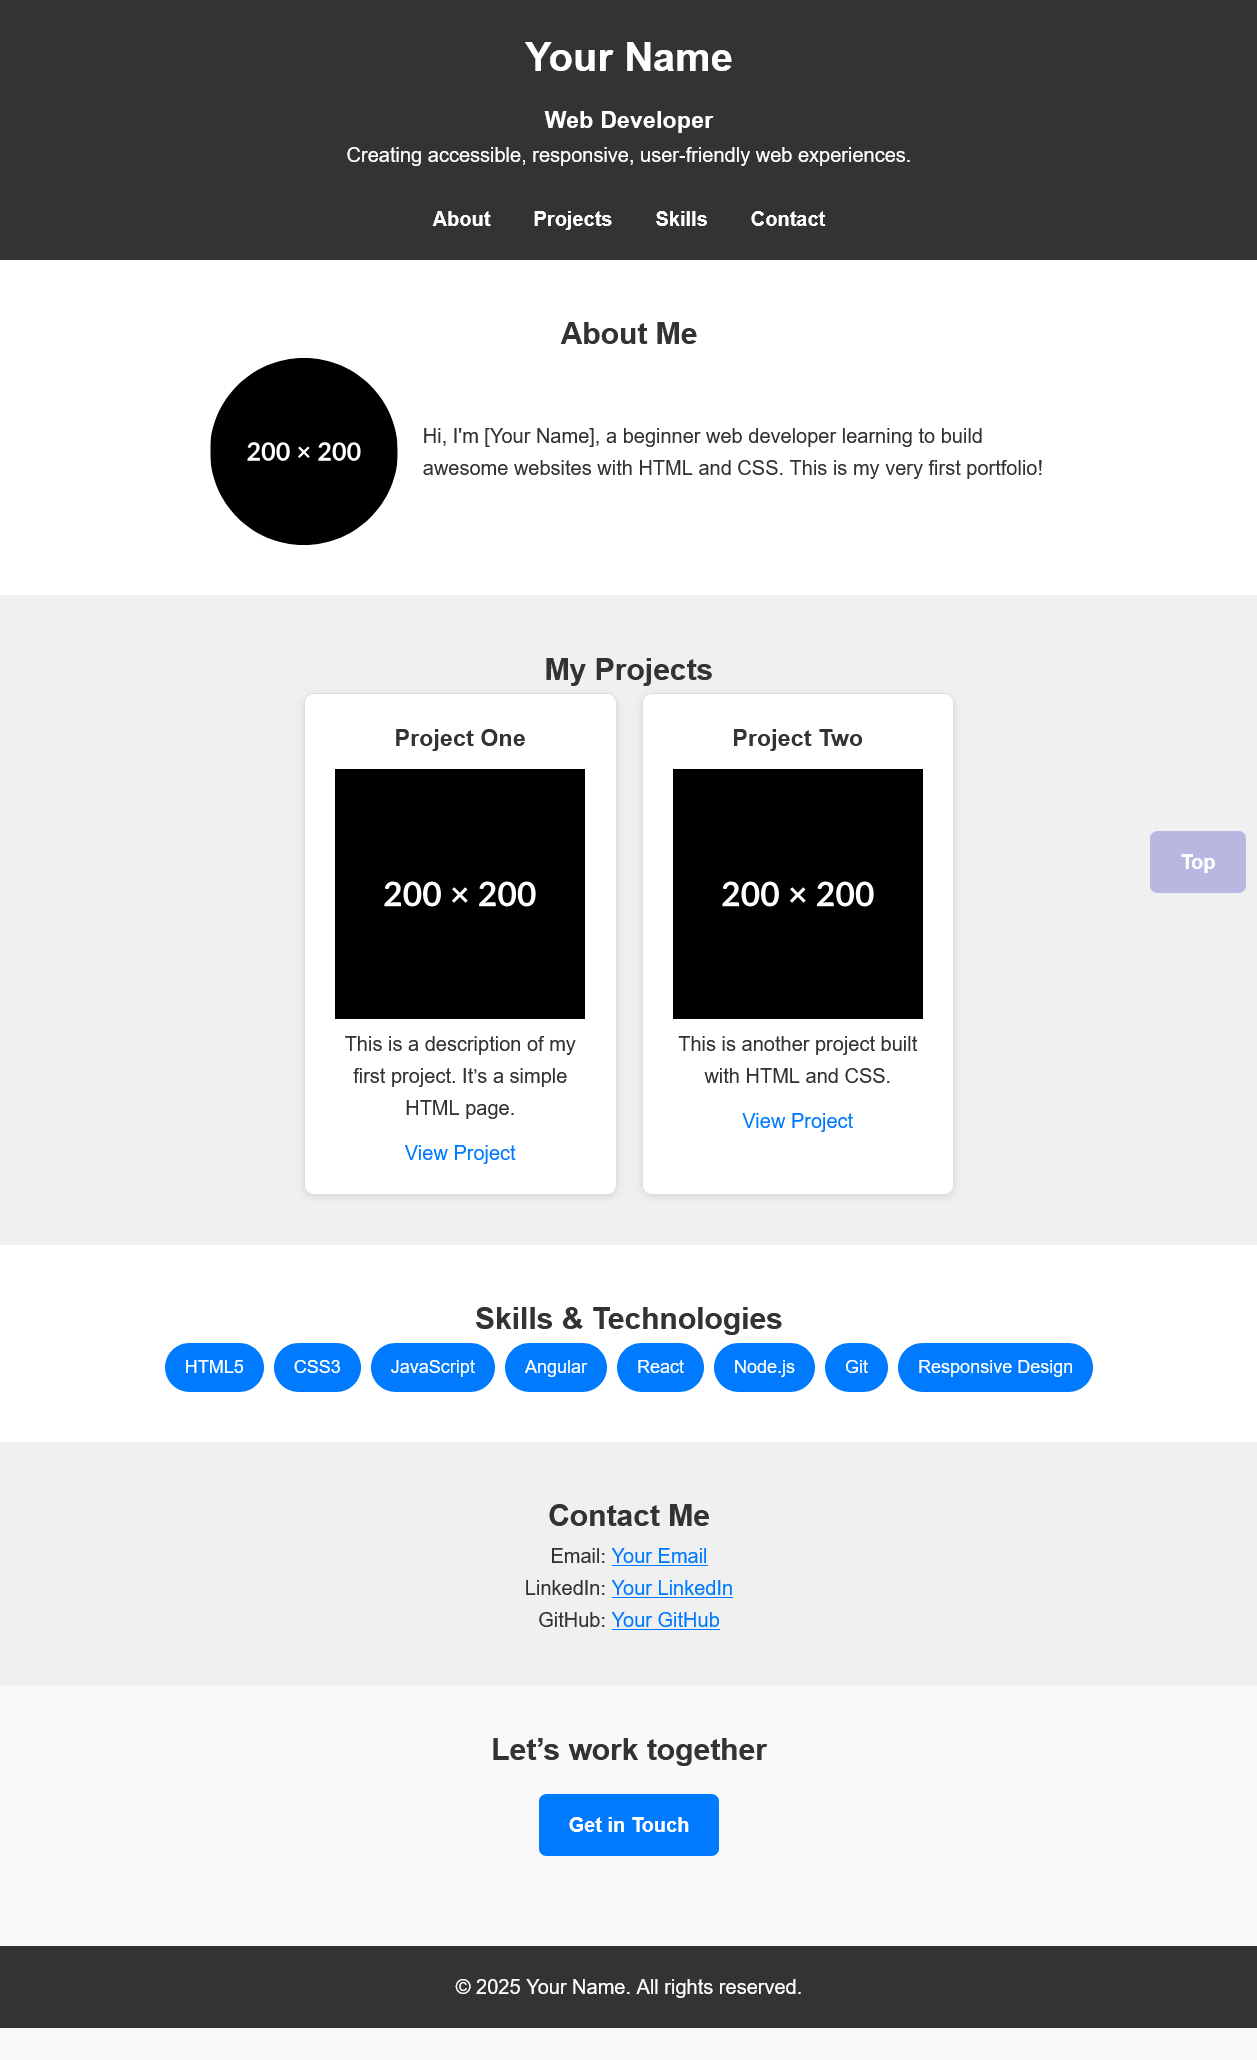 Your Name
Web Developer
Creating accessible, responsive, user-friendly web experiences.
About Projects Skills Contact
About Me
200 × 200
Hi, I'm [Your Name], a beginner web developer learning to build
awesome websites with HTML and CSS. This is my very first portfolio!
My Projects
Project One
200 × 200
This is a description of my
first project. It’s a simple
HTML page.
View Project
Project Two
200 × 200
This is another project built
with HTML and CSS.
View Project
Top
Skills & Technologies
HTML5 CSS3 JavaScript Angular React Node.js Git Responsive Design
Contact Me
Email: Your Email
LinkedIn: Your LinkedIn
GitHub: Your GitHub
Let’s work together
Get in Touch
© 2025 Your Name. All rights reserved.